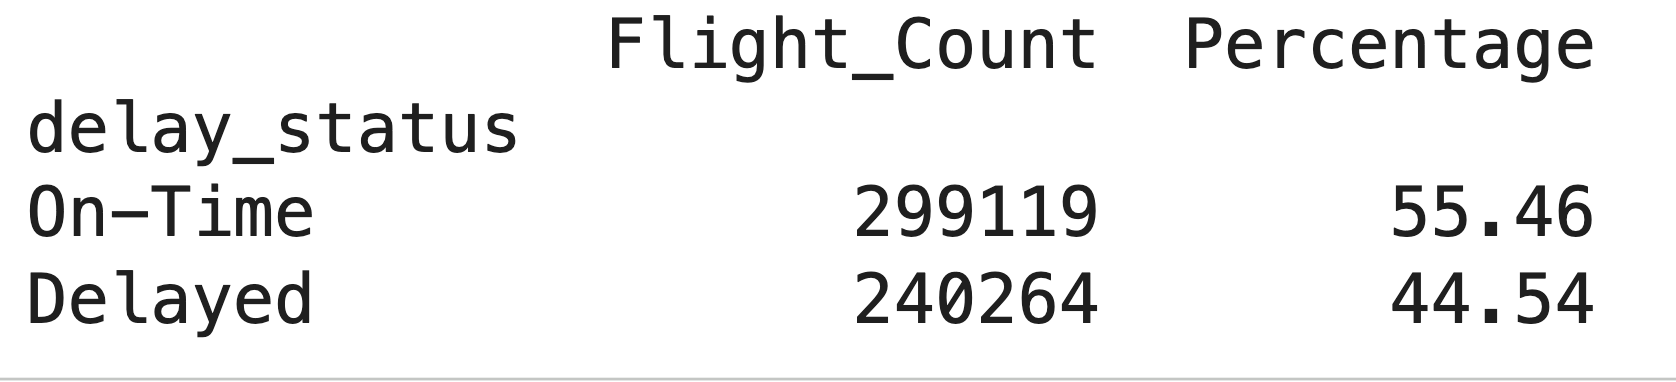 Flight_Count Percentage
delay_status
On-Time 299119 55.46
Delayed 240264 44.54